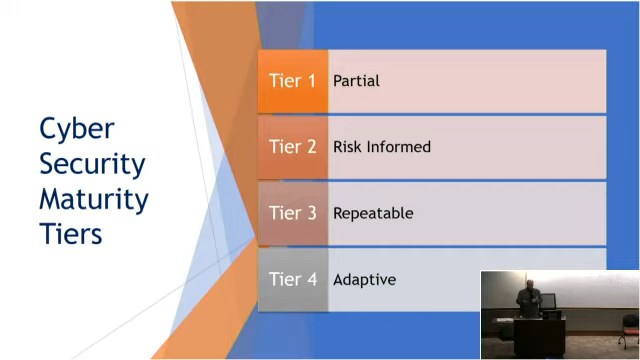 Cyber
Security
Maturity
Tiers
Tier 1 Partial
Tier 2 Risk Informed
Tier 3 Repeatable
Tier 4 Adaptive